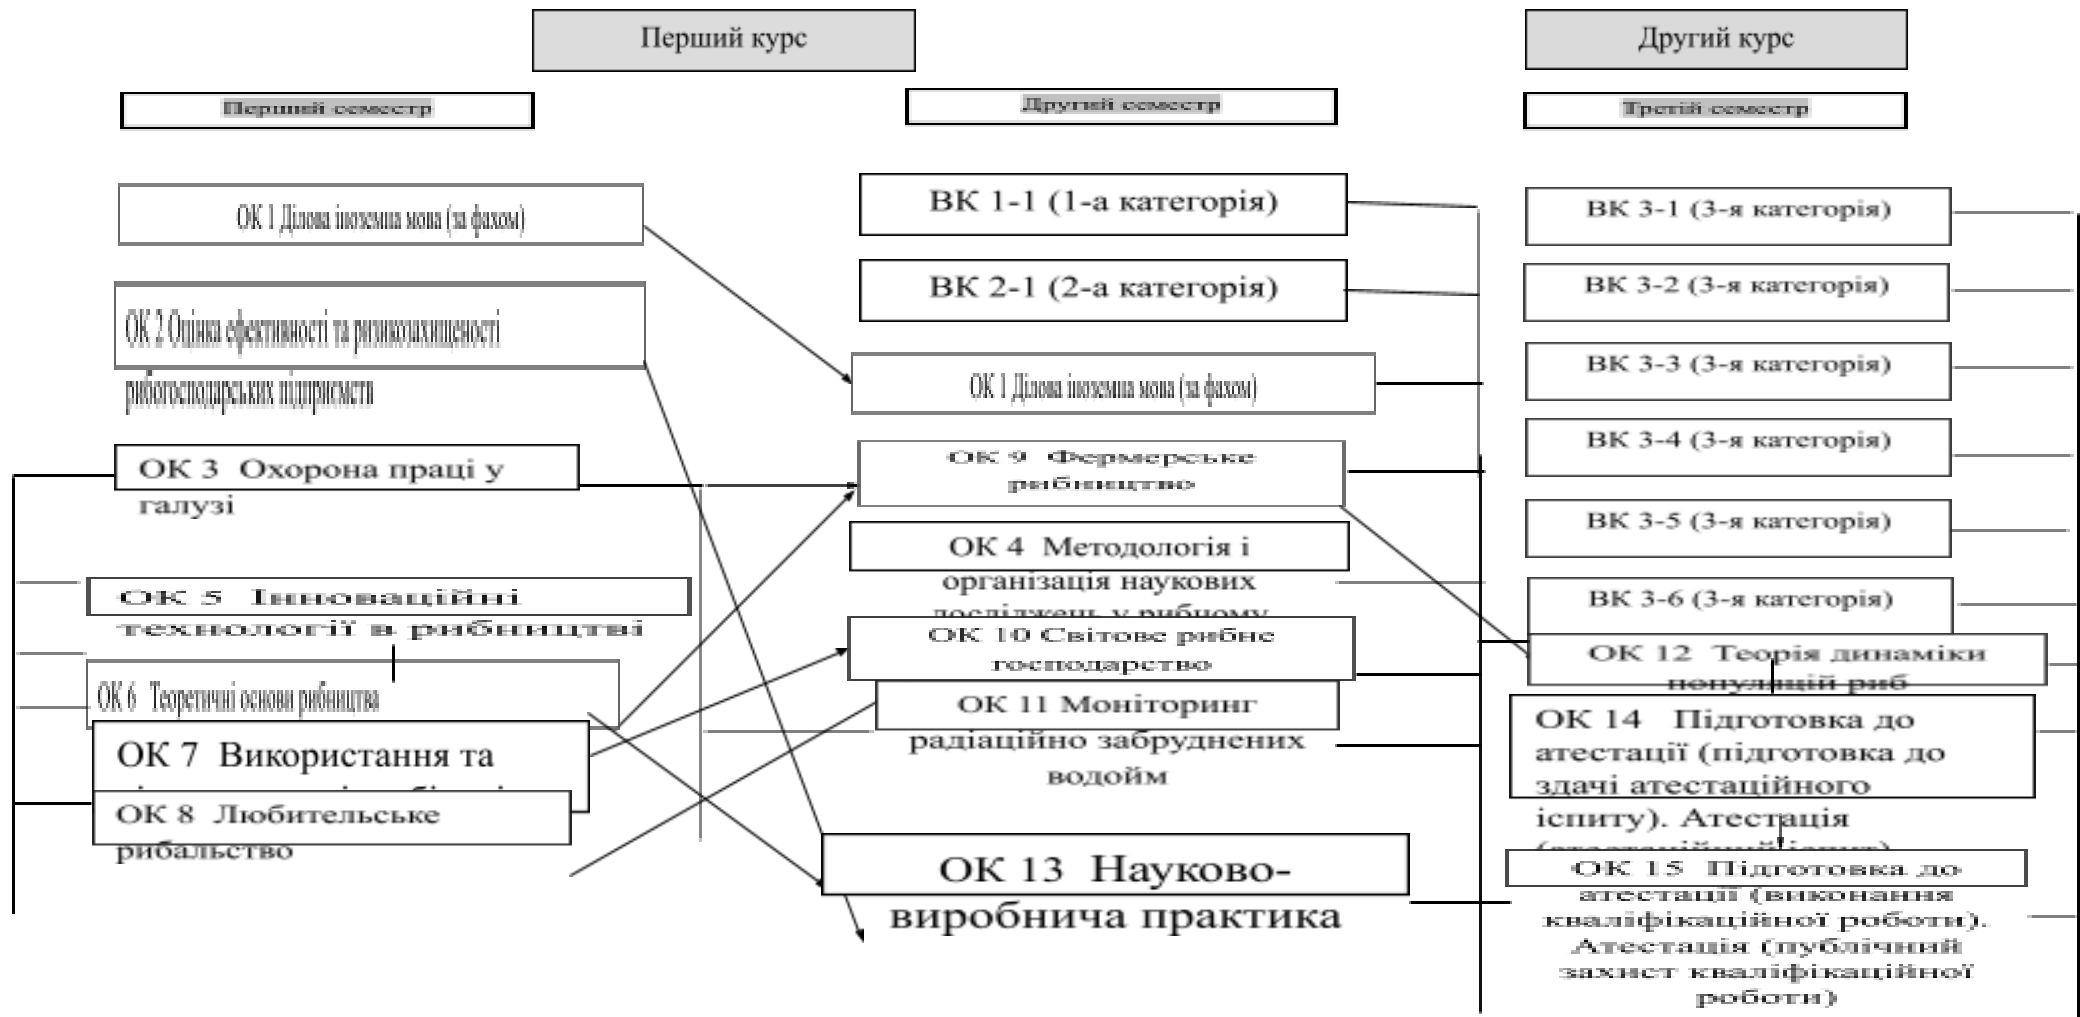 Перший курс
Другий курс
Перший семестр
Другий семестр
Третій семестр
ОК 1 Ділова іноземна мова (за фахом)
ОК 2 Оцінка ефективності та ризикозахищеності
рибогосподарських підприємств
ОК 3 Охорона праці у
галузі
ОК 5 Інноваційні
технології в рибництві
ОК 6 Теоретичні основи рибництва
ОК 7 Використання та
ОК 8 Любительське
рибальство
ВК 1-1 (1-а категорія)
ВК 2-1 (2-а категорія)
ОК 1 Ділова іноземна мова (за фахом)
ОК 9 Фермерське
рибництво
ОК 4 Методологія і
організація наукових
досліджень у рибному
ОК 10 Світове рибне
господарство
ОК 11 Моніторинг
радіаційно забруднених
водойм
ОК 13 Науково-
виробнича практика
ВК 3-1 (3-я категорія)
ВК 3-2 (3-я категорія)
ВК 3-3 (3-я категорія)
ВК 3-4 (3-я категорія)
ВК 3-5 (3-я категорія)
ВК 3-6 (3-я категорія)
ОК 12 Теорія динаміки
популяцій риб
ОК 14 Підготовка до
атестації (підготовка до
здачі атестаційного
іспиту). Атестація
(атестаційний іспит)
ОК 15 Підготовка до
атестації (виконання
кваліфікаційної роботи).
Атестація (публічний
захист кваліфікаційної
роботи)